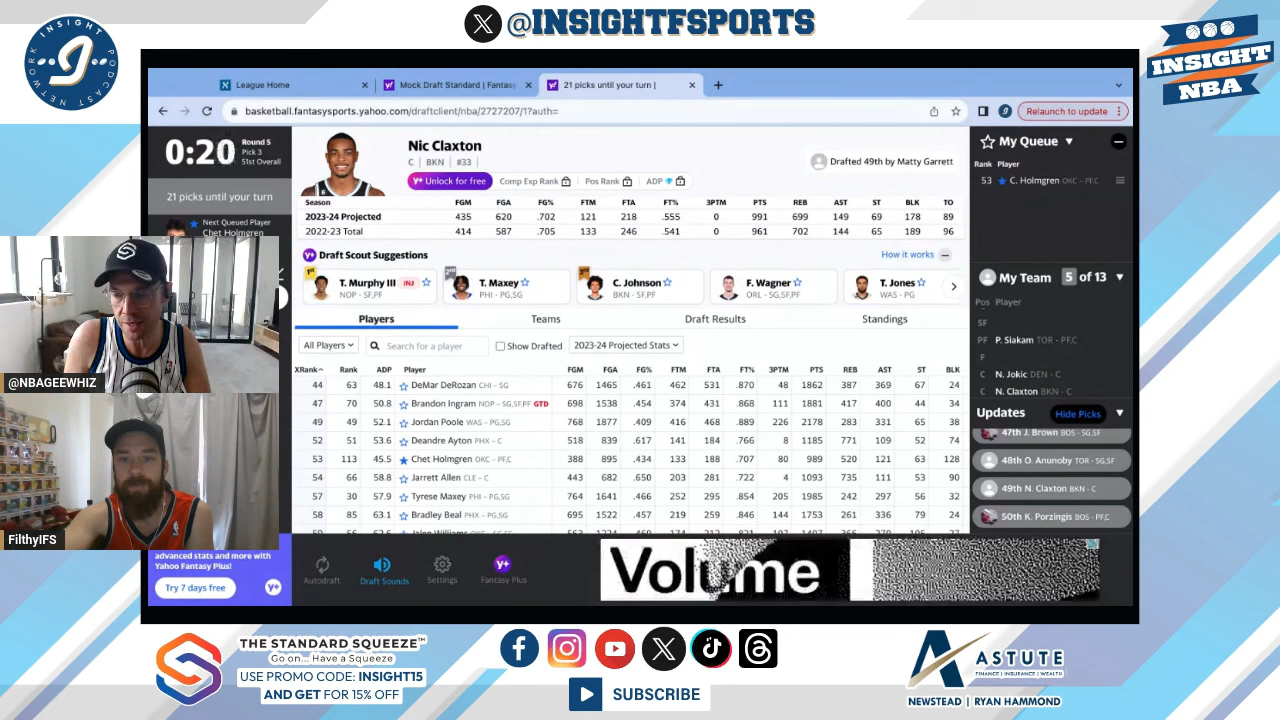 @INSIGHTFSPORTS
INSIGHT
PODCAST NETWORK
INSIGHT
NBA
League Home
Mock Draft Standard | Fantasy
21 picks until your turn |
basketball.fantasysports.yahoo.com/draftclient/nba/2727207/1?auth=
Relaunch to update
0:20
Round 5
Pick 3
51st Overall
21 picks until your turn
Next Queued Player
Chet Holmgren
Nic Claxton
C | BKN | #33 |
Y+ Unlock for free
Comp Exp Rank
Pos Rank
ADP
Drafted 49th by Matty Garrett
Season FGM FGA FG% FTM FTA FT% 3PTM PTS REB AST ST BLK TO
2023-24 Projected 435 620 .702 121 218 .555 0 991 699 149 69 178 89
2022-23 Total 414 587 .705 133 246 .541 0 961 702 144 65 189 96
Draft Scout Suggestions
How it works
1st T. Murphy III INJ
NOP - SF,PF
T. Maxey
PHI - PG,SG
C. Johnson
BKN - SF,PF
F. Wagner
ORL - SG,SF,PF
T. Jones
WAS - PG
Players Teams Draft Results Standings
All Players
Search for a player
Show Drafted
2023-24 Projected Stats
XRank Rank ADP Player FGM FGA FG% FTM FTA FT% 3PTM PTS REB AST ST BLK
44 63 48.1 DeMar DeRozan CHI - SG 676 1465 .461 462 531 .870 48 1862 387 369 67 24
47 70 50.8 Brandon Ingram NOP - SG,SF,PF GTD 698 1538 .454 374 431 .868 111 1881 417 400 44 34
49 49 52.1 Jordan Poole WAS - PG,SG 768 1877 .409 416 468 .889 226 2178 283 331 65 38
52 51 53.6 Deandre Ayton PHX - C 518 839 .617 141 184 .766 8 1185 771 109 52 74
53 113 45.5 Chet Holmgren OKC - PF,C 388 895 .434 133 188 .707 80 989 520 121 63 128
54 66 58.8 Jarrett Allen CLE - C 443 682 .650 203 281 .722 4 1093 735 111 53 90
57 30 57.9 Tyrese Maxey PHI - PG,SG 764 1641 .466 252 295 .854 205 1985 242 297 56 32
58 85 63.1 Bradley Beal PHX - PG,SG 695 1522 .457 219 259 .846 144 1753 261 336 79 24
My Queue
Rank Player
53 C. Holmgren OKC - PF,C
My Team 5 of 13
Pos Player
SF
PF P. Siakam TOR - PF,C
F
C N. Jokic DEN - C
C N. Claxton BKN - C
Updates
Hide Picks
47th J. Brown BOS - SG,SF
48th O. Anunoby TOR - SG,SF
49th N. Claxton BKN - C
50th K. Porzingis BOS - PF,C
@NBAGEEWHIZ
FilthyIFS
advanced stats and more with
Yahoo Fantasy Plus!
Try 7 days free
Y+
Autodraft
Draft Sounds
Settings
Fantasy Plus
Volume
THE STANDARD SQUEEZE™
Go on... Have a Squeeze
USE PROMO CODE: INSIGHT15
AND GET FOR 15% OFF
SUBSCRIBE
ASTUTE
FINANCE | INSURANCE | WEALTH
NEWSTEAD | RYAN HAMMOND